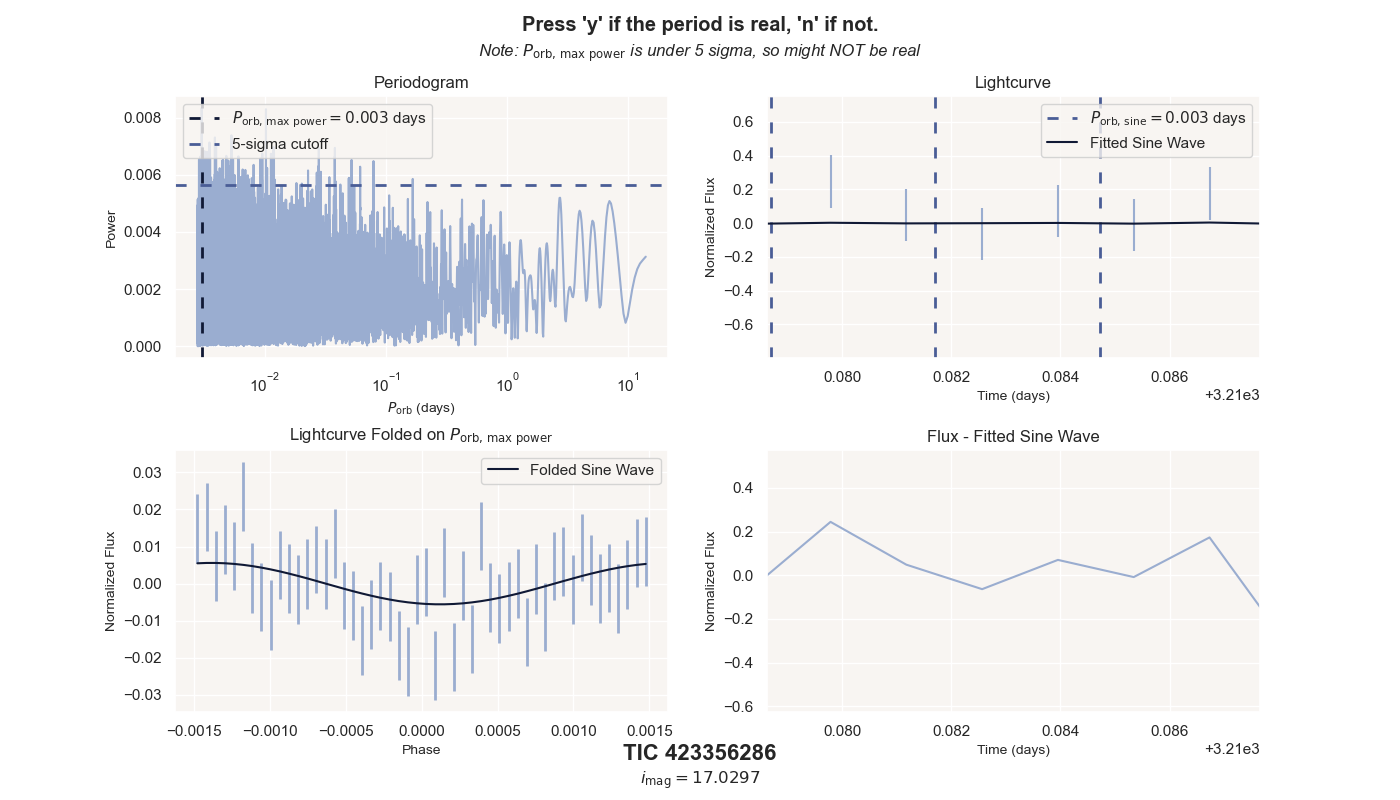 Press 'y' if the period is real, 'n' if not.
Note: P_orb, max power is under 5 sigma, so might NOT be real
Periodogram
P_orb, max power = 0.003 days
5-sigma cutoff
0.008
0.006
0.004
0.002
0.000
Power
10^−2 10^−1 10^0 10^1
P_orb (days)
Lightcurve
P_orb, sine = 0.003 days
Fitted Sine Wave
0.6
0.4
0.2
0.0
−0.2
−0.4
−0.6
Normalized Flux
0.080 0.082 0.084 0.086
+3.21e3
Time (days)
Lightcurve Folded on P_orb, max power
Folded Sine Wave
0.03
0.02
0.01
0.00
−0.01
−0.02
−0.03
Normalized Flux
−0.0015 −0.0010 −0.0005 0.0000 0.0005 0.0010 0.0015
Phase
Flux - Fitted Sine Wave
0.4
0.2
0.0
−0.2
−0.4
−0.6
Normalized Flux
0.080 0.082 0.084 0.086
+3.21e3
Time (days)
TIC 423356286
i_mag = 17.0297